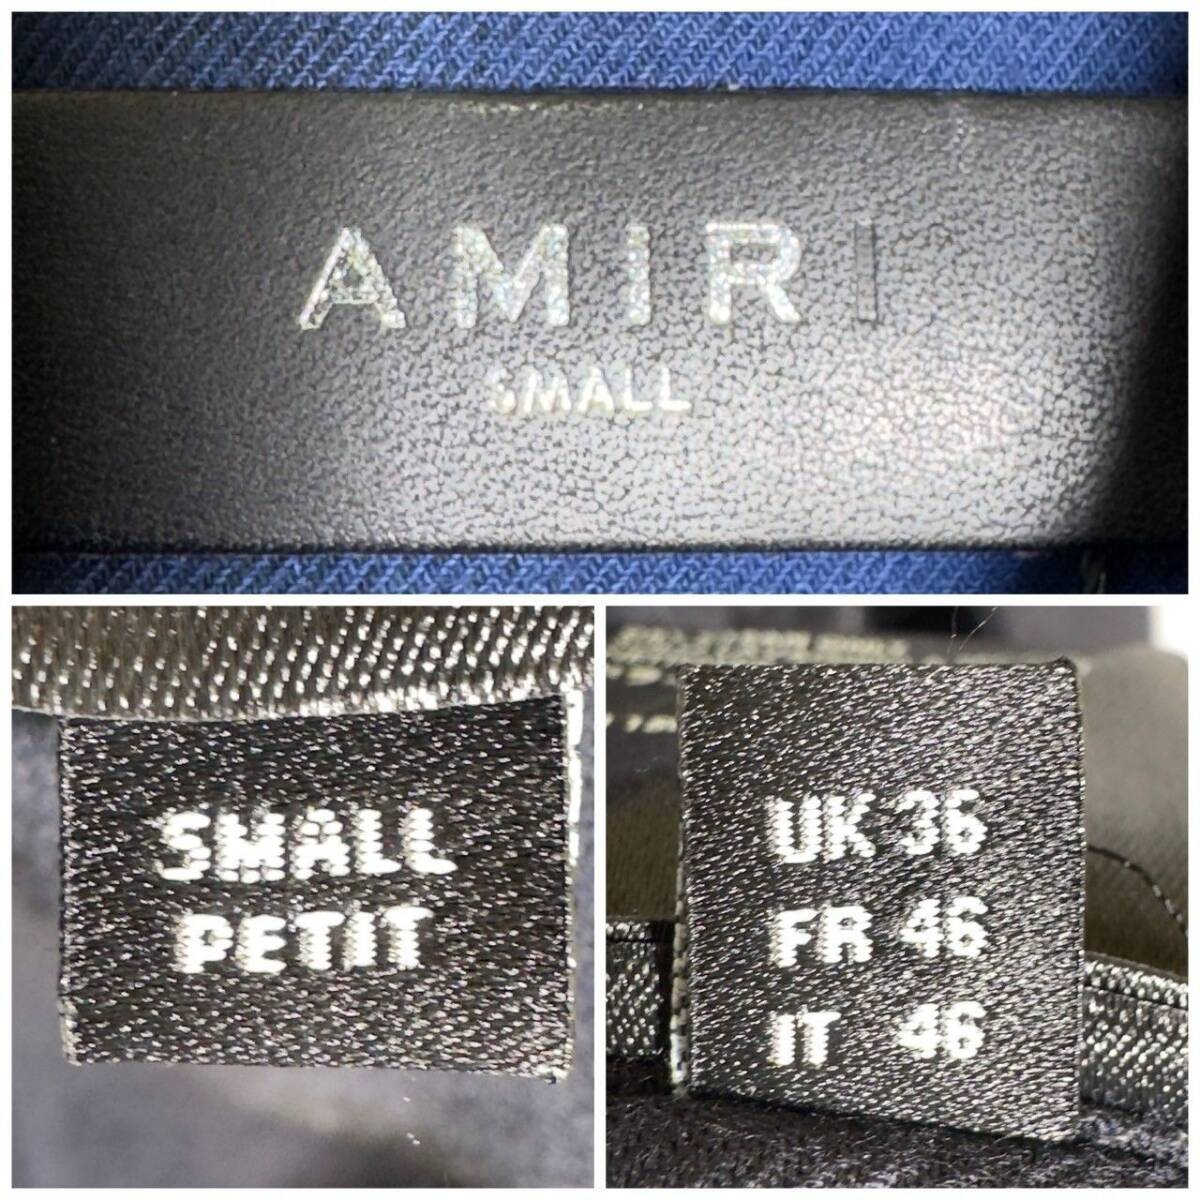 AMIRI
SMALL
SMALL
PETIT
UK 36
FR 46
IT 46